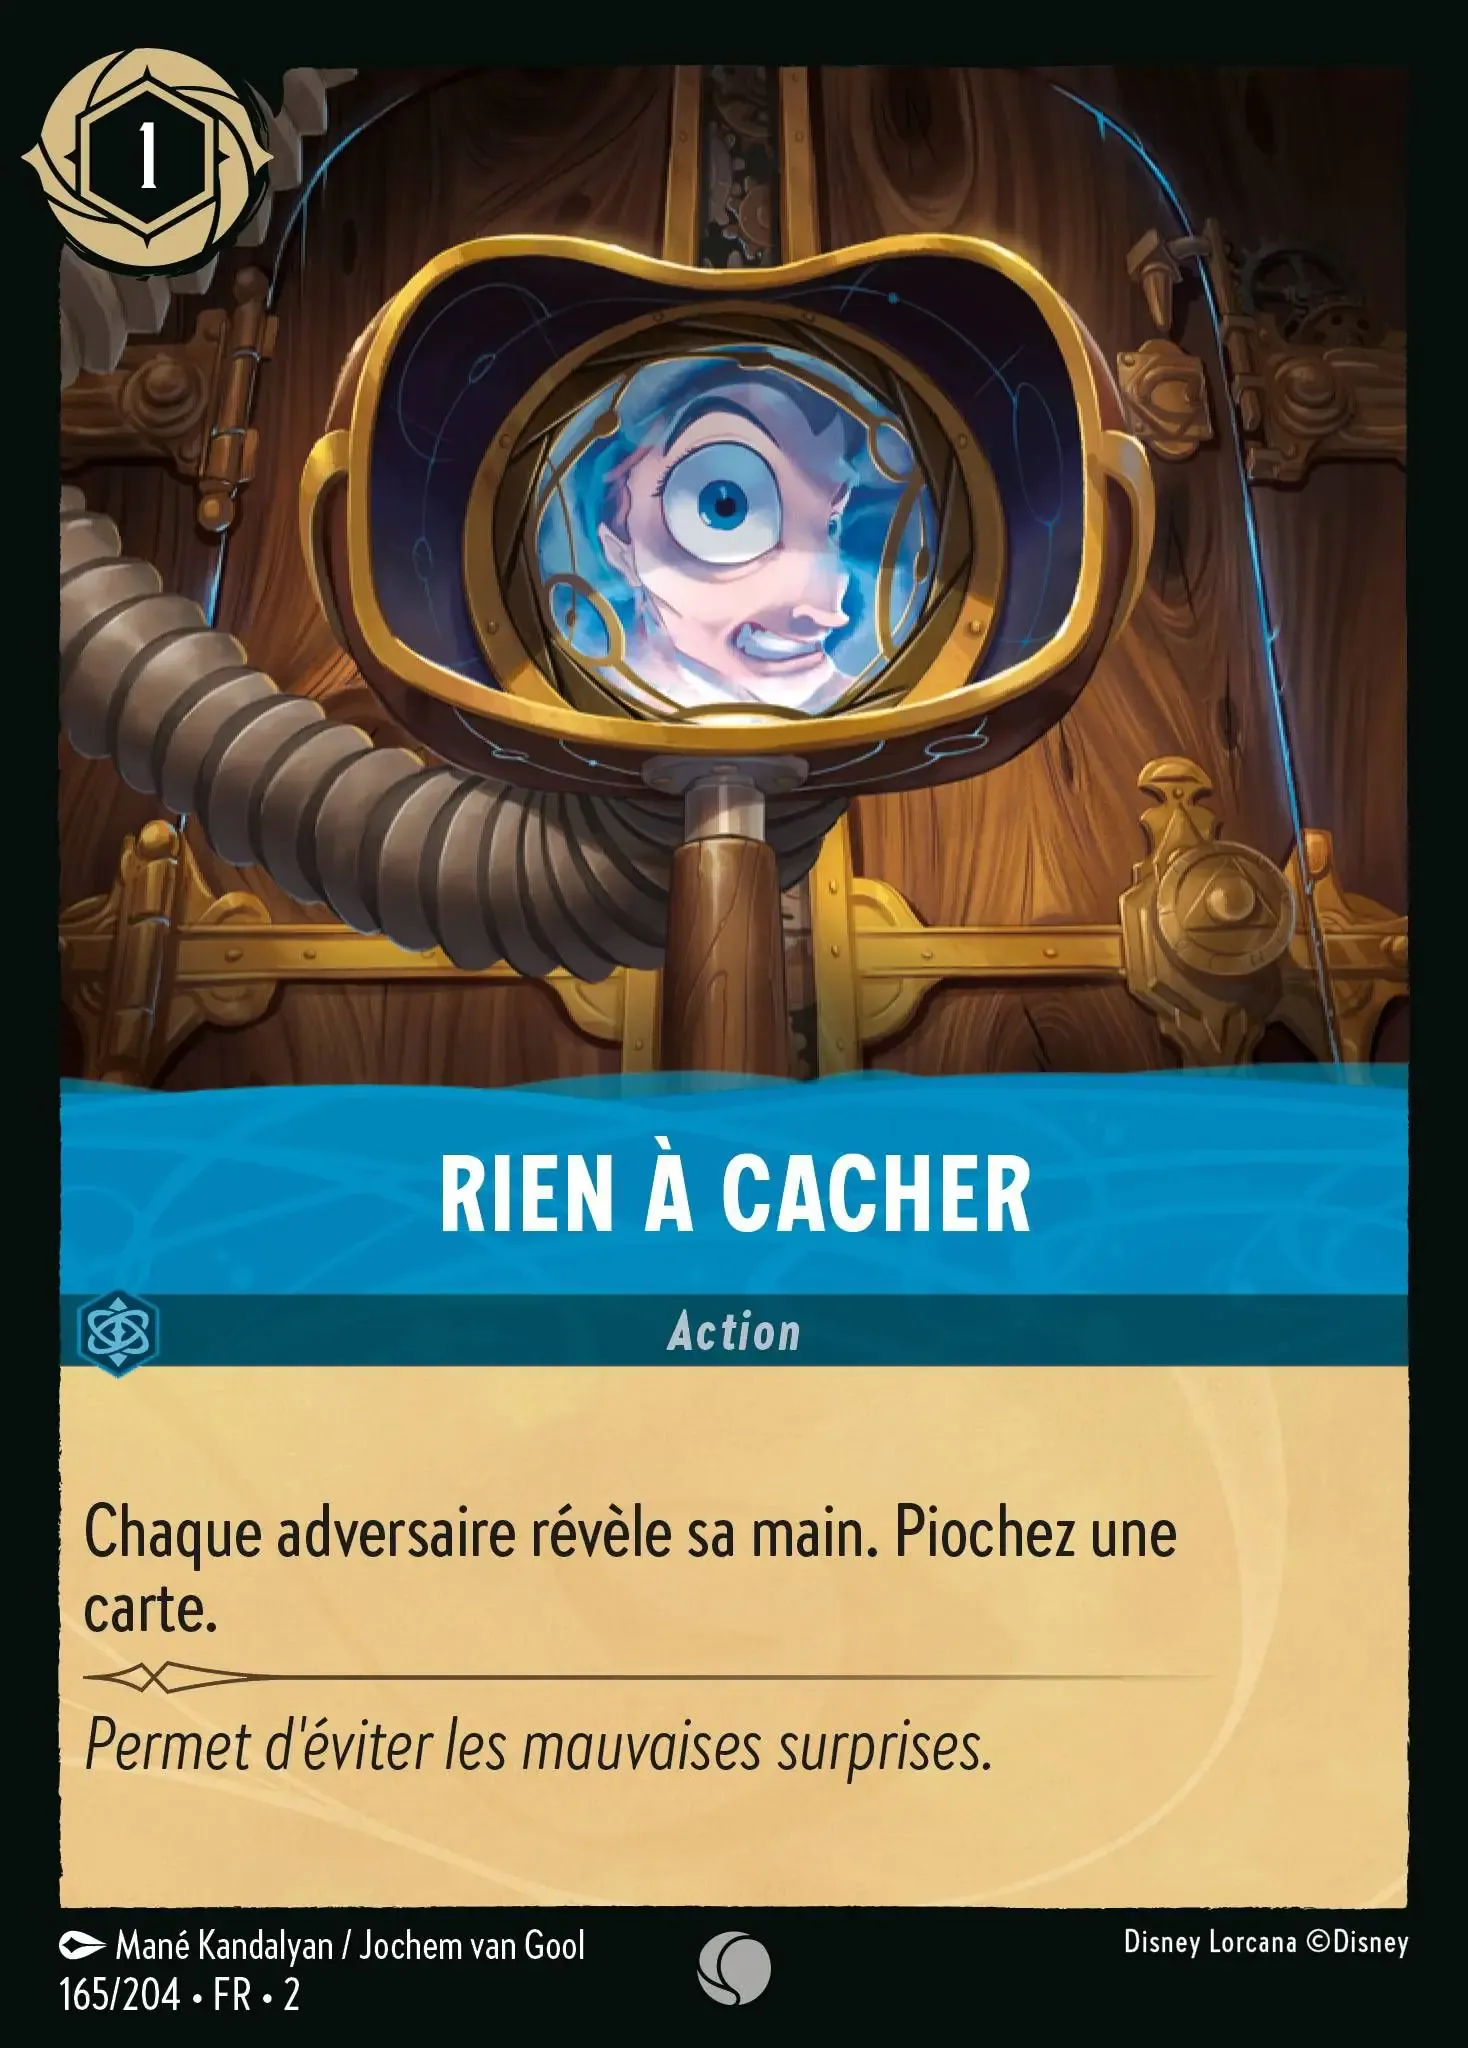 1
RIEN À CACHER
Action
Chaque adversaire révèle sa main. Piochez une
carte.
Permet d'éviter les mauvaises surprises.
Mané Kandalyan / Jochem van Gool
Disney Lorcana ©Disney
165/204 • FR • 2